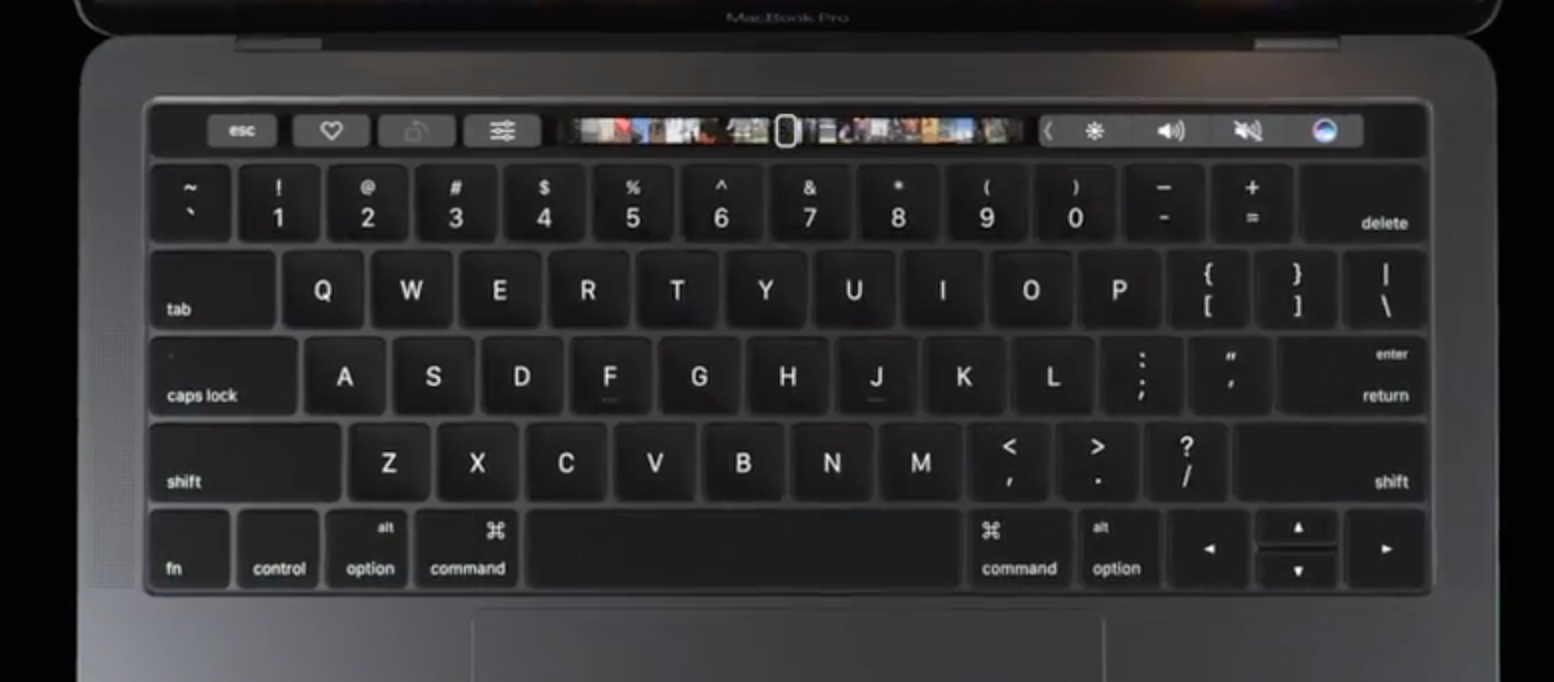 MacBook Pro
esc
~ ! @ # $ % ^ & * ( ) — +
` 1 2 3 4 5 6 7 8 9 0 - = delete
tab Q W E R T Y U I O P { } |
[ ] \
caps lock A S D F G H J K L : " enter
; ' return
shift Z X C V B N M < > ? shift
, . /
alt ⌘ ⌘ alt
fn control option command command option